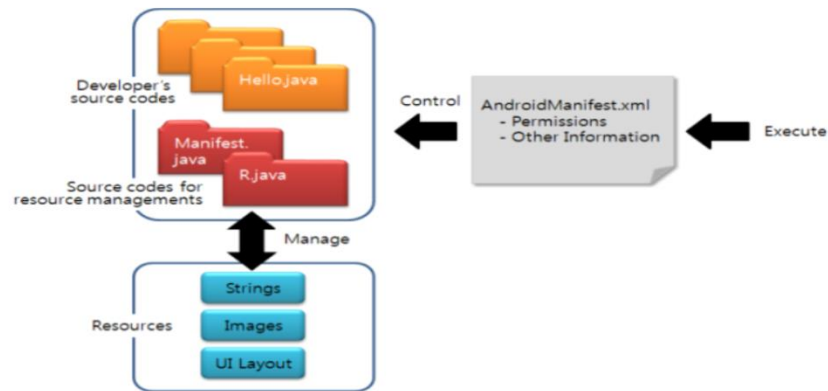 Developer's
source codes
Hello.java
Manifest.
java
R.java
Source codes for
resource managements
Control
AndroidManifest.xml
- Permissions
- Other Information
Execute
Manage
Resources
Strings
Images
UI Layout